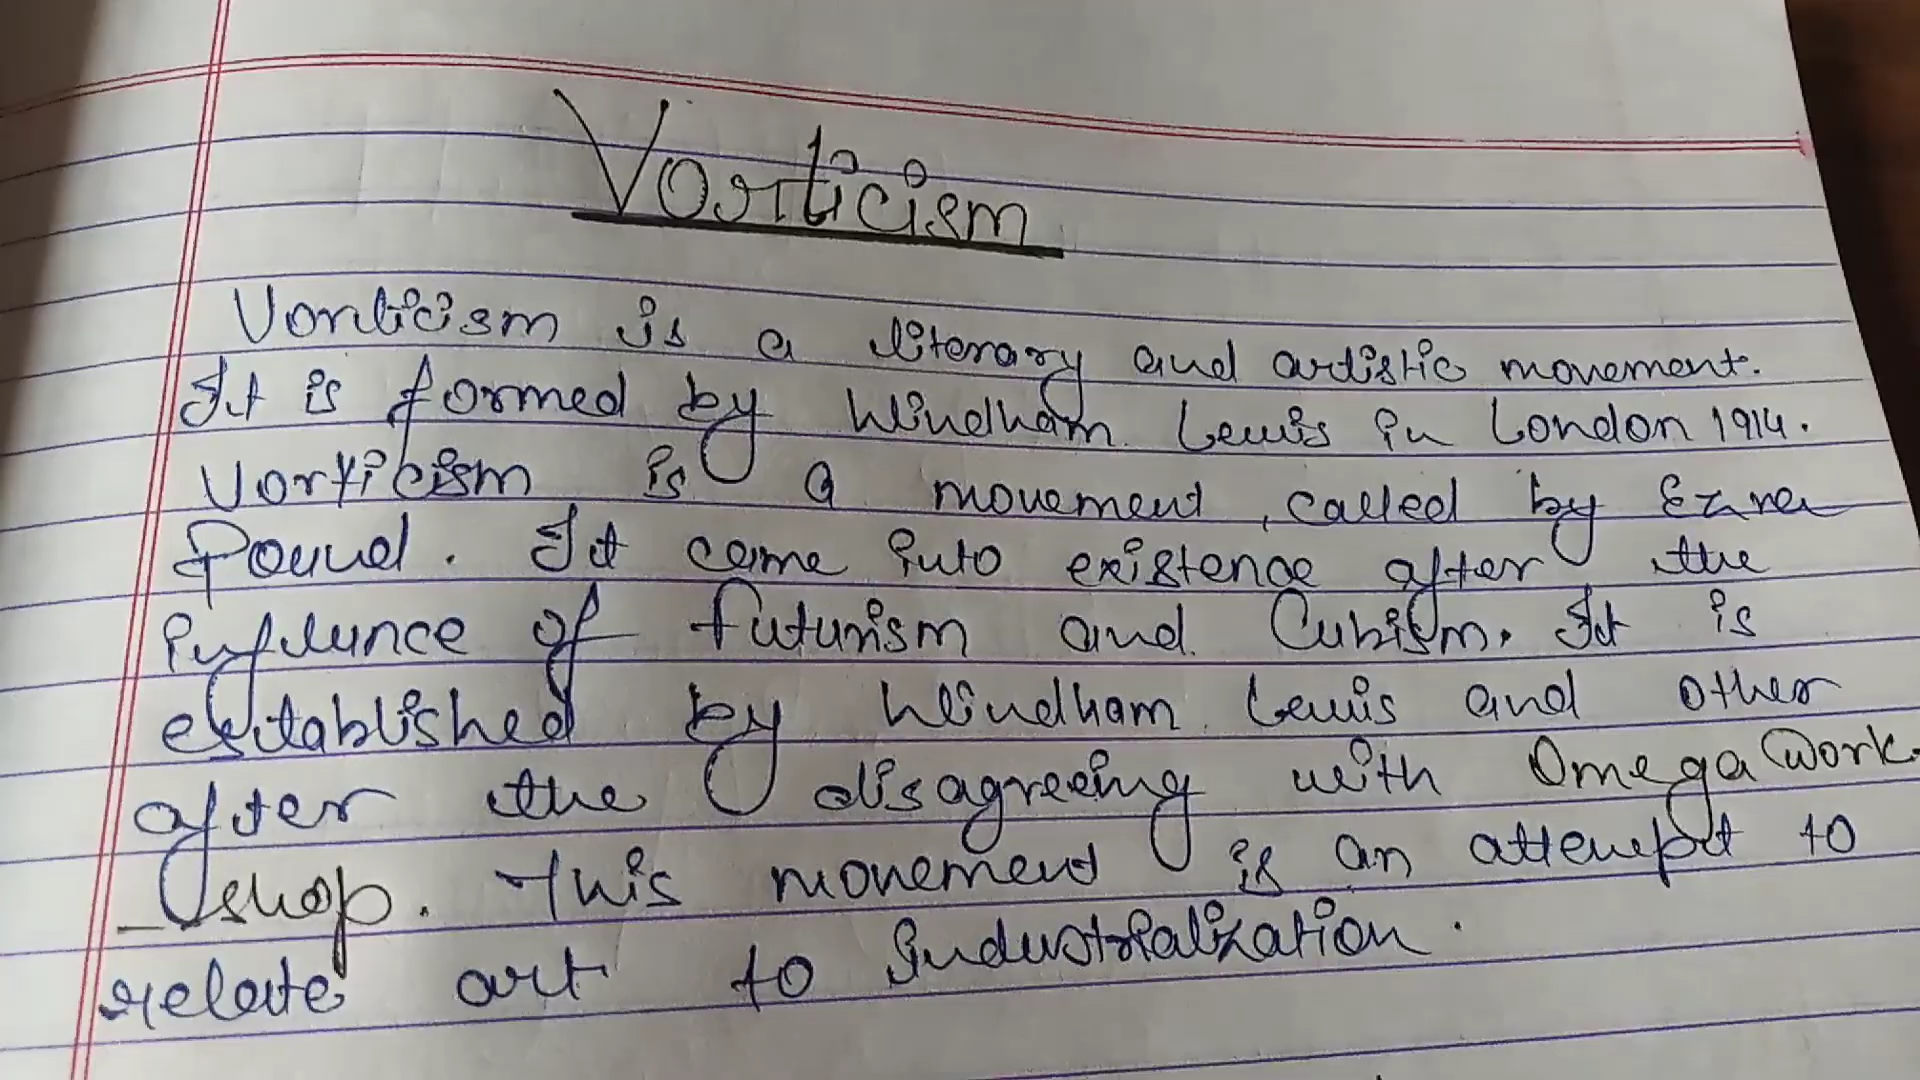 Vorticism
Vorticism is a literary and artistic movement.
It is formed by Windham Lewis in London 1914.
Vorticism is a movement, called by Ezra
Pound. It came into existence after the
influnce of futurism and Cubism. It is
established by Windham Lewis and other
after the disagreeing with Omega Work-
-shop. This movement is an attempt to
relate art to Industrialization.